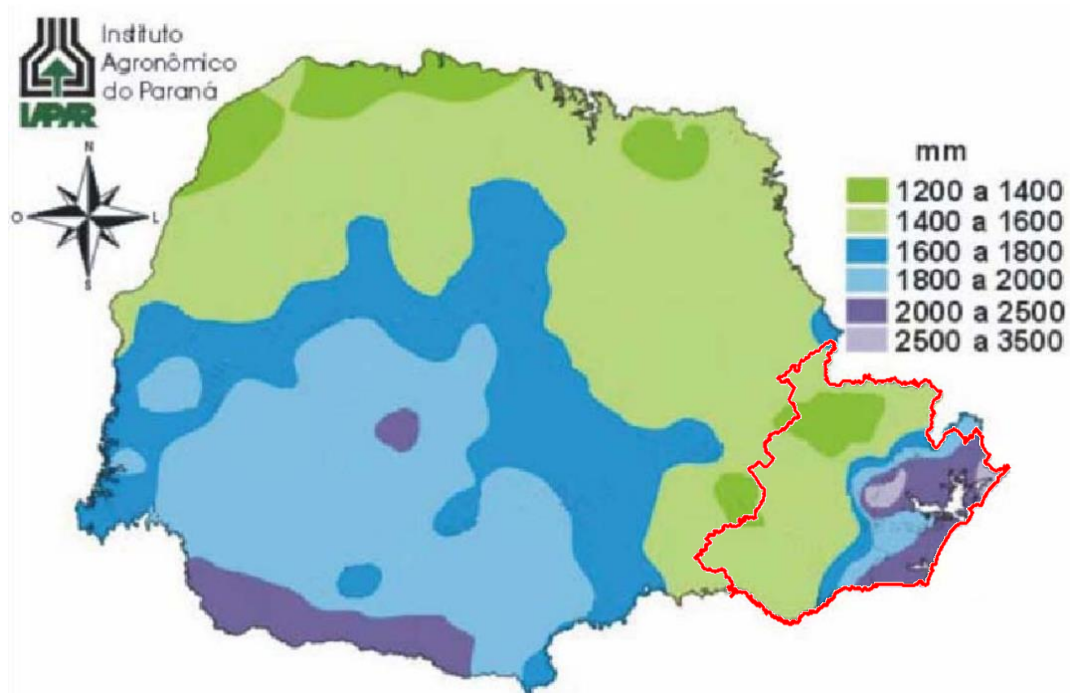 Instituto
Agronômico
do Paraná
IAPAR
N
O
L
S
mm
1200 a 1400
1400 a 1600
1600 a 1800
1800 a 2000
2000 a 2500
2500 a 3500